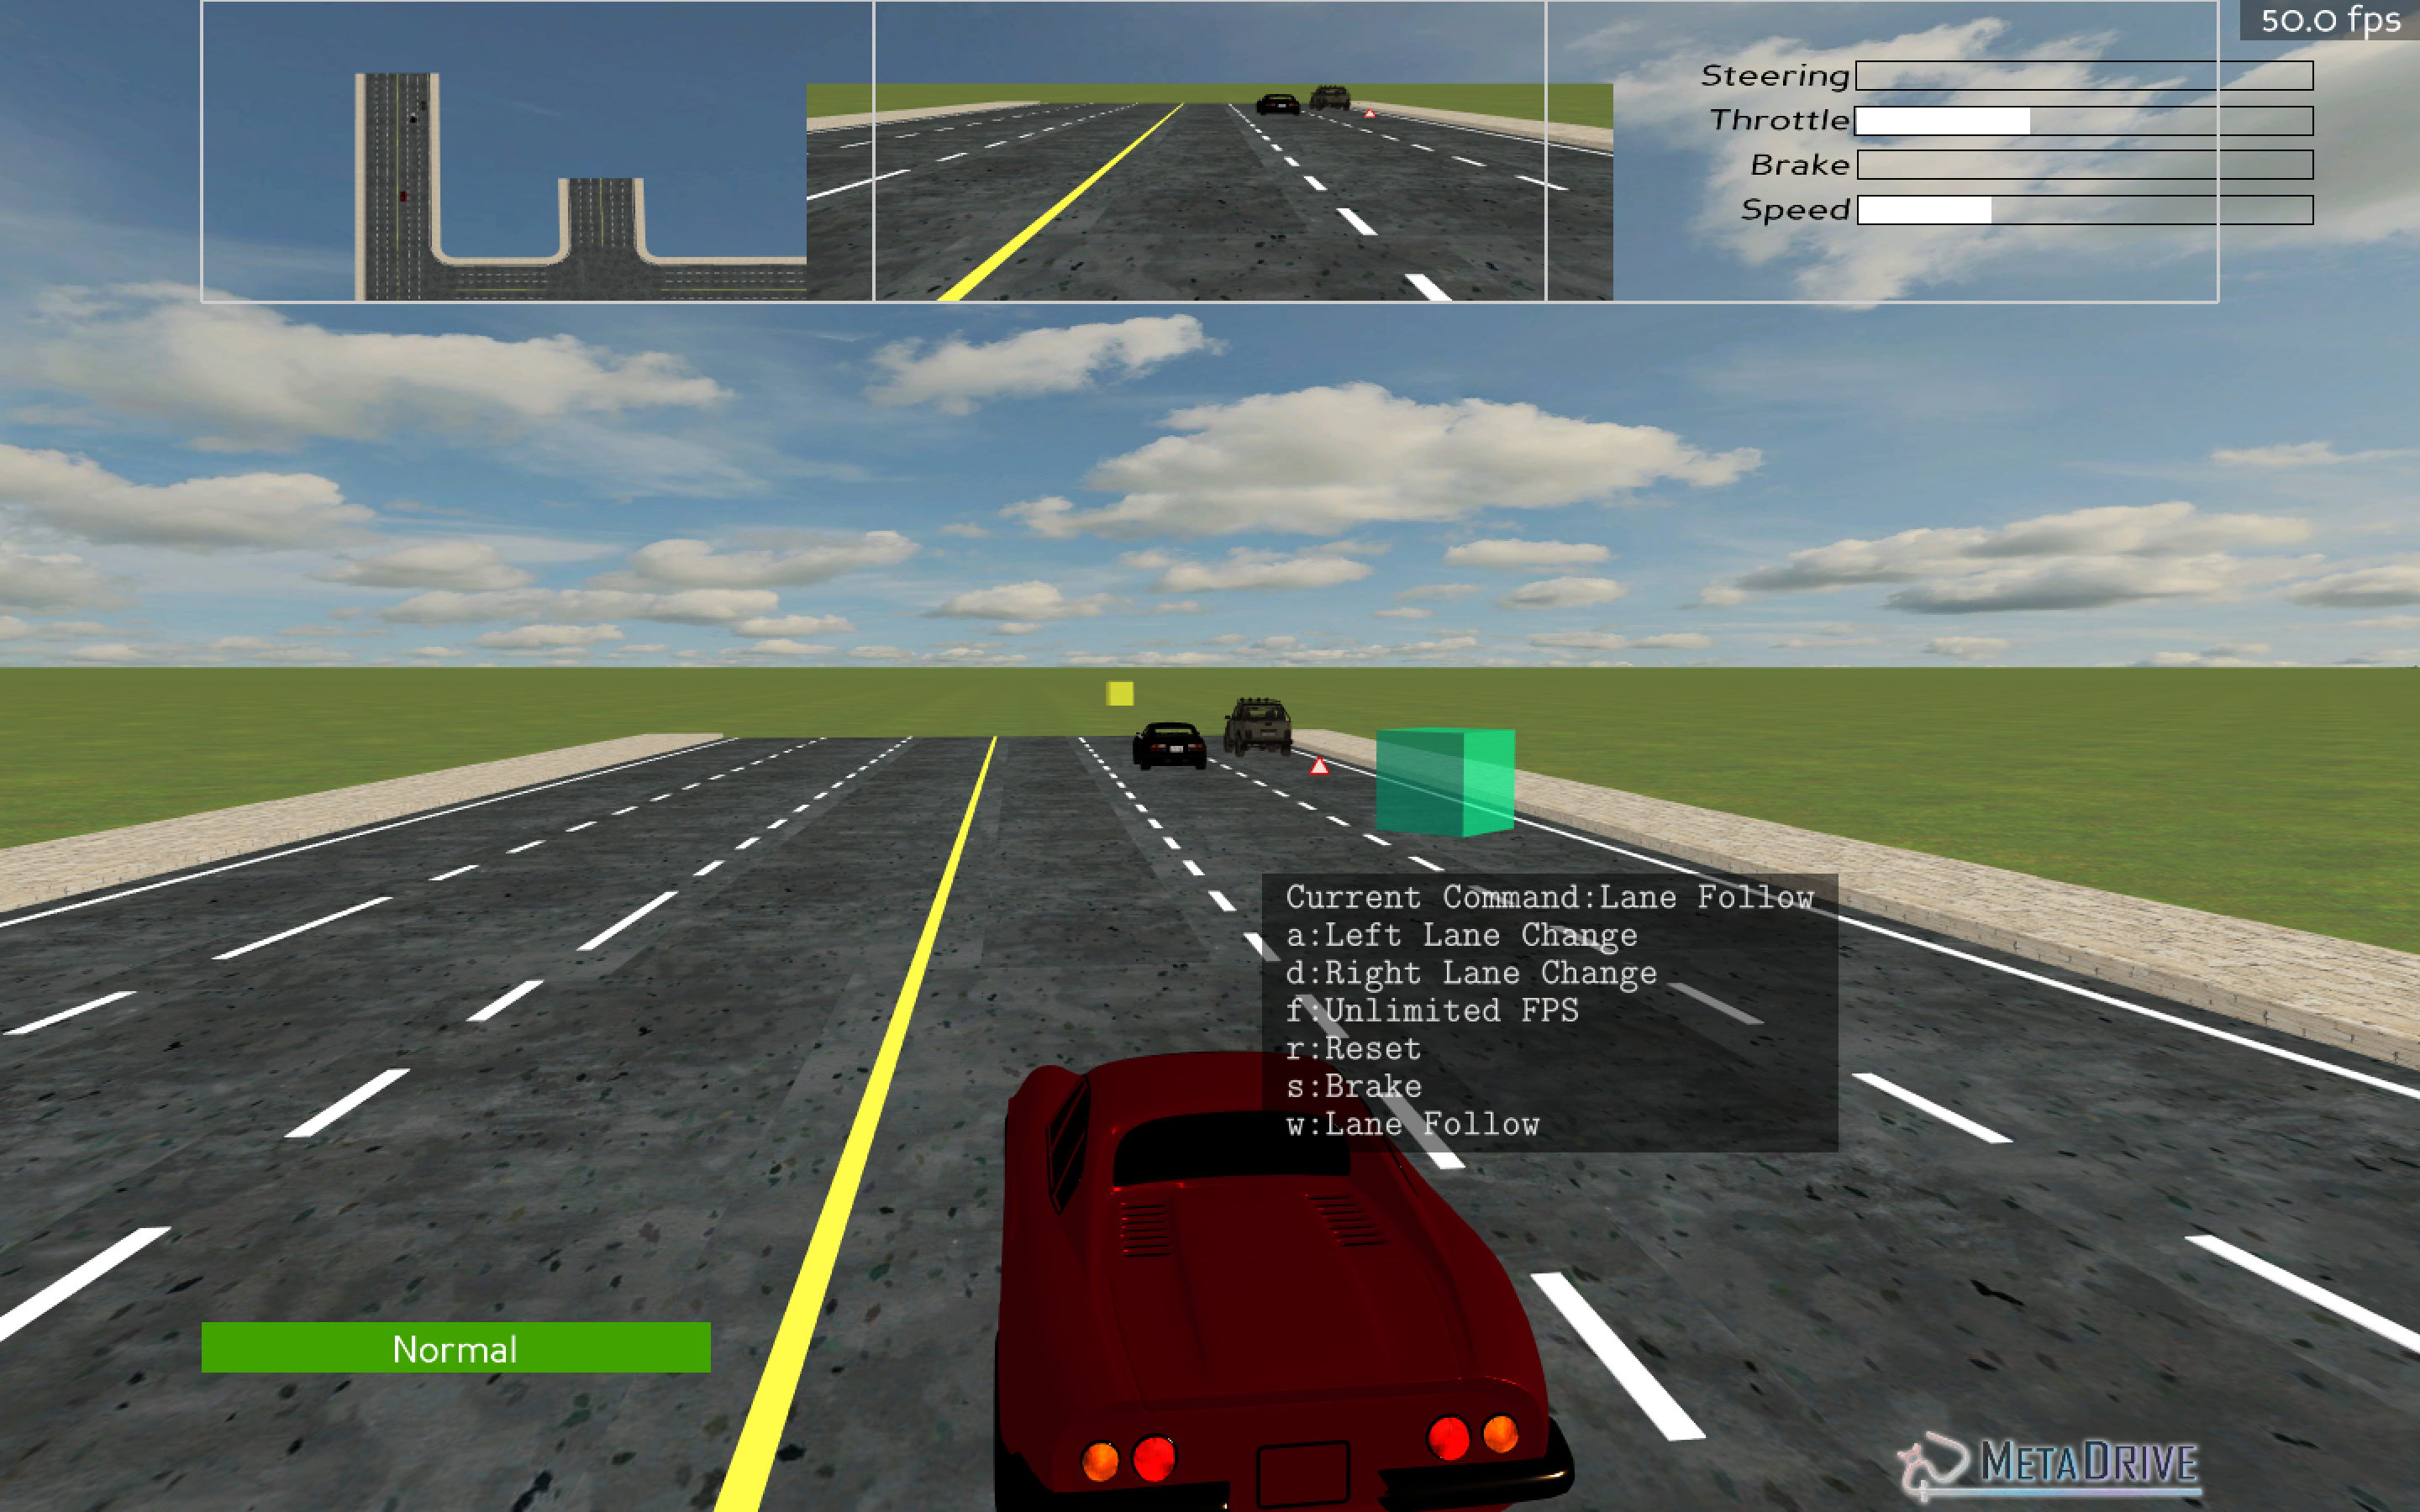 50.0 fps
Steering
Throttle
Brake
Speed
Current Command:Lane Follow
a:Left Lane Change
d:Right Lane Change
f:Unlimited FPS
r:Reset
s:Brake
w:Lane Follow
Normal
METADRIVE